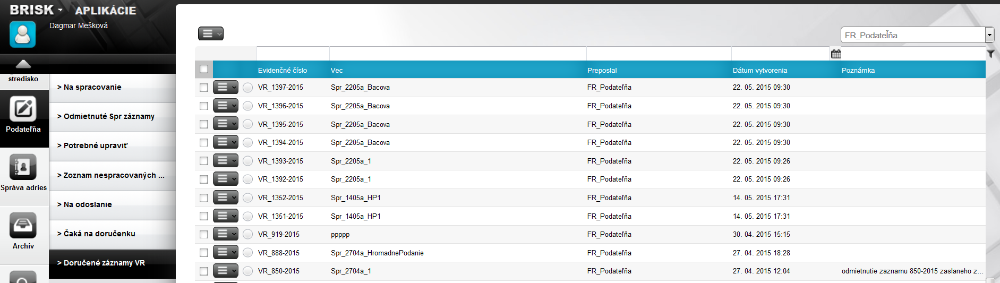 BRISK APLIKÁCIE
Dagmar Mešková
stredisko
Podateľňa
Správa adries
Archív
> Na spracovanie
> Odmietnuté Spr záznamy
> Potrebné upraviť
> Zoznam nespracovaných ...
> Na odoslanie
> Čaká na doručenku
> Doručené záznamy VR
FR_Podateľňa
Evidenčné číslo Vec Preposlal Dátum vytvorenia Poznámka
VR_1397-2015 Spr_2205a_Bacova FR_Podateľňa 22. 05. 2015 09:30
VR_1396-2015 Spr_2205a_Bacova FR_Podateľňa 22. 05. 2015 09:30
VR_1395-2015 Spr_2205a_Bacova FR_Podateľňa 22. 05. 2015 09:30
VR_1394-2015 Spr_2205a_Bacova FR_Podateľňa 22. 05. 2015 09:30
VR_1393-2015 Spr_2205a_1 FR_Podateľňa 22. 05. 2015 09:26
VR_1392-2015 Spr_2205a_1 FR_Podateľňa 22. 05. 2015 09:26
VR_1352-2015 Spr_1405a_HP1 FR_Podateľňa 14. 05. 2015 17:31
VR_1351-2015 Spr_1405a_HP1 FR_Podateľňa 14. 05. 2015 17:31
VR_919-2015 ppppp FR_Podateľňa 30. 04. 2015 15:15
VR_888-2015 Spr_2704a_HromadnePodanie FR_Podateľňa 27. 04. 2015 18:28
VR_850-2015 Spr_2704a_1 FR_Podateľňa 27. 04. 2015 12:04 odmietnutie zaznamu 850-2015 zaslaneho z...